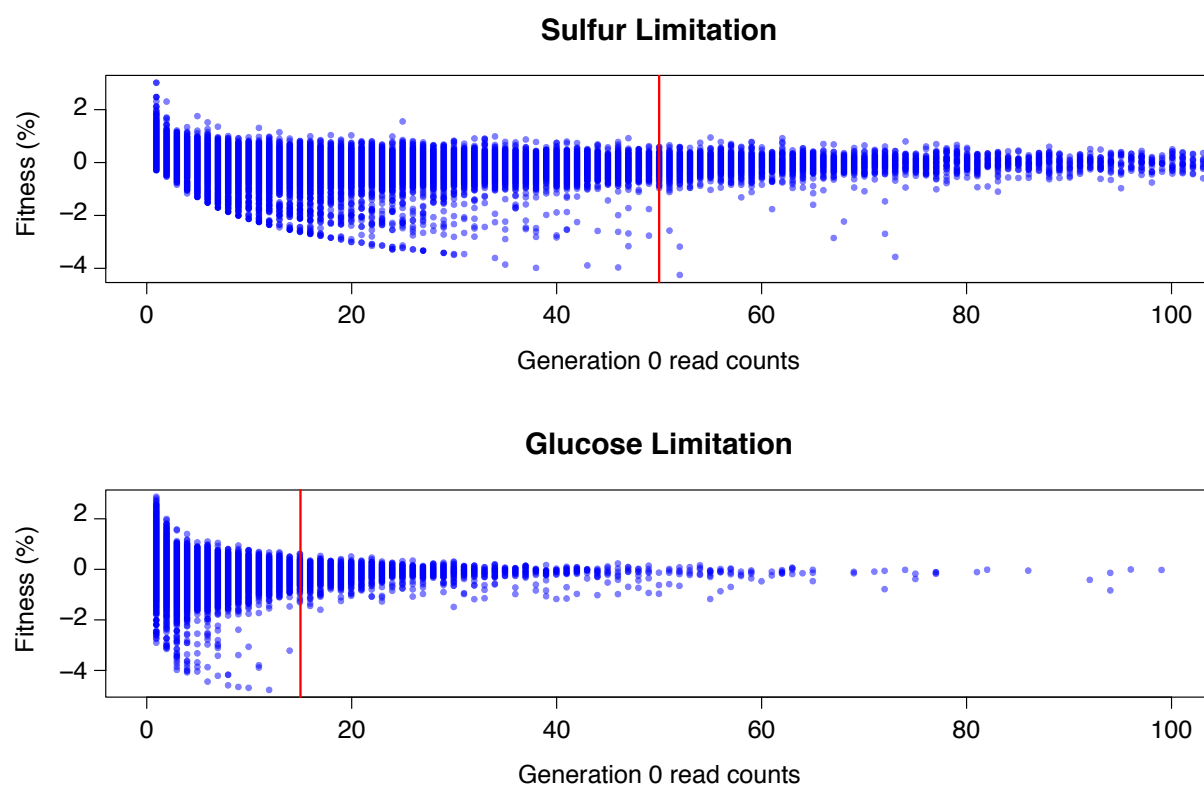 Sulfur Limitation
Fitness (%)
2
0
−2
−4
0 20 40 60 80 100
Generation 0 read counts
Glucose Limitation
Fitness (%)
2
0
−2
−4
0 20 40 60 80 100
Generation 0 read counts